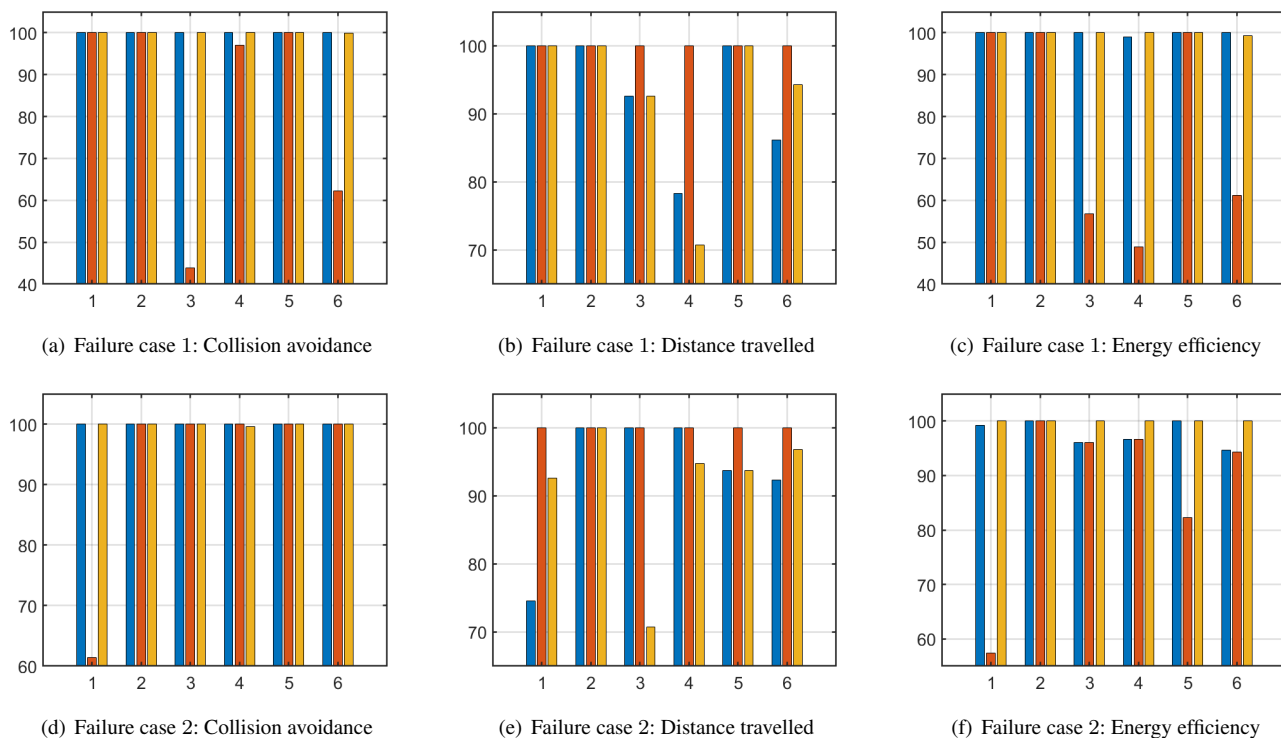 100
90
80
70
60
50
40
1 2 3 4 5 6
(a) Failure case 1: Collision avoidance
100
90
80
70
1 2 3 4 5 6
(b) Failure case 1: Distance travelled
100
90
80
70
60
50
40
1 2 3 4 5 6
(c) Failure case 1: Energy efficiency
100
90
80
70
60
1 2 3 4 5 6
(d) Failure case 2: Collision avoidance
100
90
80
70
1 2 3 4 5 6
(e) Failure case 2: Distance travelled
100
90
80
70
60
1 2 3 4 5 6
(f) Failure case 2: Energy efficiency